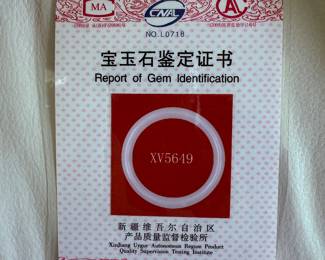 MA
CNAL
NO.L0718
宝玉石鉴定证书
Report of Gem Identification
XV5649
新疆维吾尔自治区
产品质量监督检验所
Xinjiang Uygur Autonomous Region Product
Quality Supervision Testing Institute